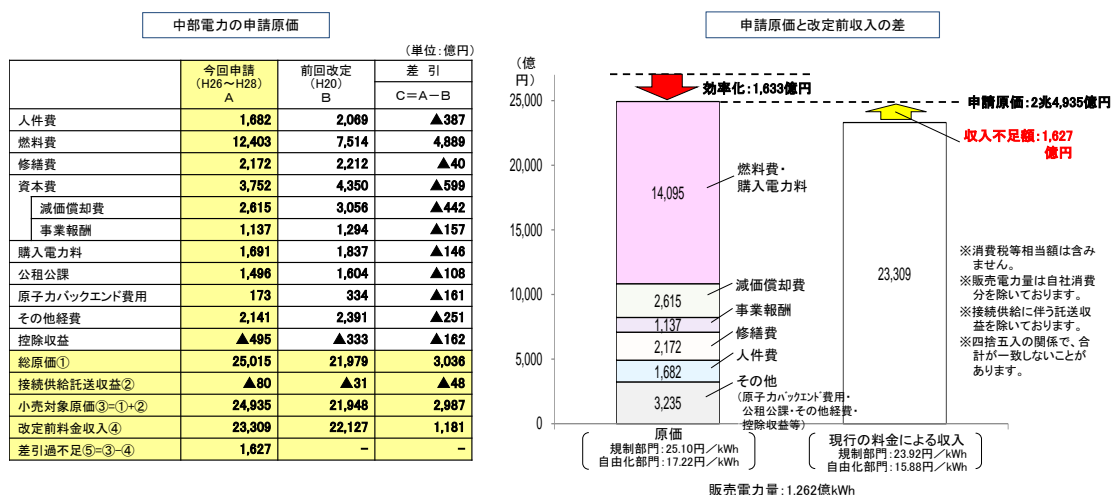 中部電力の申請原価
(単位：億円)
今回申請 (H26～H28) A 前回改定 (H20) B 差 引 C＝A－B
人件費 1,682 2,069 ▲387
燃料費 12,403 7,514 4,889
修繕費 2,172 2,212 ▲40
資本費 3,752 4,350 ▲599
減価償却費 2,615 3,056 ▲442
事業報酬 1,137 1,294 ▲157
購入電力料 1,691 1,837 ▲146
公租公課 1,496 1,604 ▲108
原子力バックエンド費用 173 334 ▲161
その他経費 2,141 2,391 ▲251
控除収益 ▲495 ▲333 ▲162
総原価① 25,015 21,979 3,036
接続供給託送収益② ▲80 ▲31 ▲48
小売対象原価③=①+② 24,935 21,948 2,987
改定前料金収入④ 23,309 22,127 1,181
差引過不足⑤=③-④ 1,627 － －
申請原価と改定前収入の差
(億
円)
25,000
20,000
15,000
10,000
5,000
0
効率化：1,633億円
申請原価：2兆4,935億円
収入不足額：1,627
億円
14,095
燃料費・
購入電力料
2,615
減価償却費
1,137
事業報酬
2,172
修繕費
1,682
人件費
3,235
その他
(原子力バックエンド費用・
公租公課・その他経費・
控除収益等)
23,309
※消費税等相当額は含み
ません。
※販売電力量は自社消費
分を除いております。
※接続供給に伴う託送収
益を除いております。
※四捨五入の関係で、合
計が一致しないことが
あります。
原価
規制部門：25.10円／kWh
自由化部門：17.22円／kWh
現行の料金による収入
規制部門：23.92円／kWh
自由化部門：15.88円／kWh
販売電力量：1,262億kWh